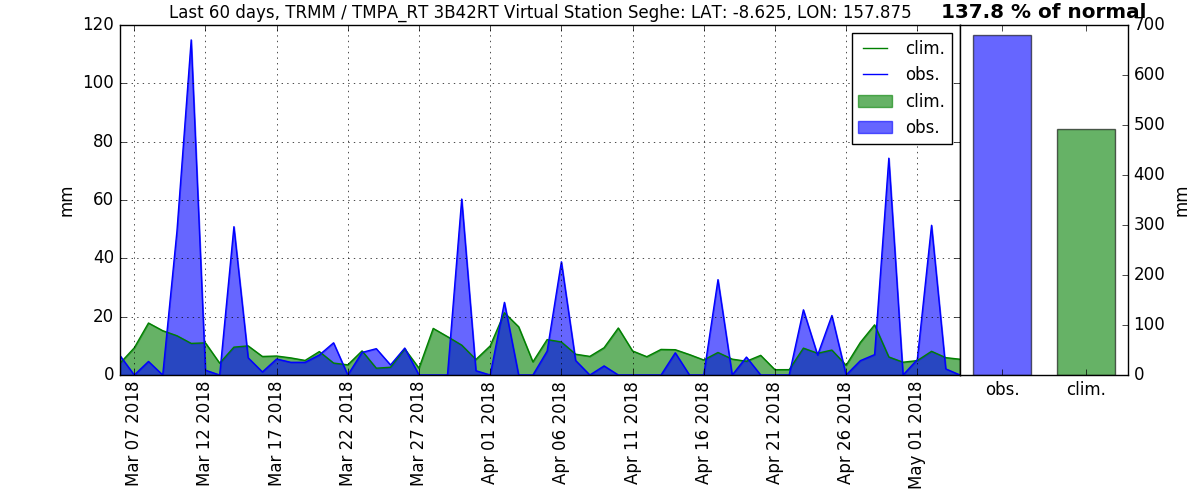 Last 60 days, TRMM / TMPA_RT 3B42RT Virtual Station Seghe: LAT: -8.625, LON: 157.875
137.8 % of normal
120
100
80
60
40
20
0
mm
clim.
obs.
clim.
obs.
700
600
500
400
300
200
100
0
mm
obs.
clim.
Mar 07 2018
Mar 12 2018
Mar 17 2018
Mar 22 2018
Mar 27 2018
Apr 01 2018
Apr 06 2018
Apr 11 2018
Apr 16 2018
Apr 21 2018
Apr 26 2018
May 01 2018